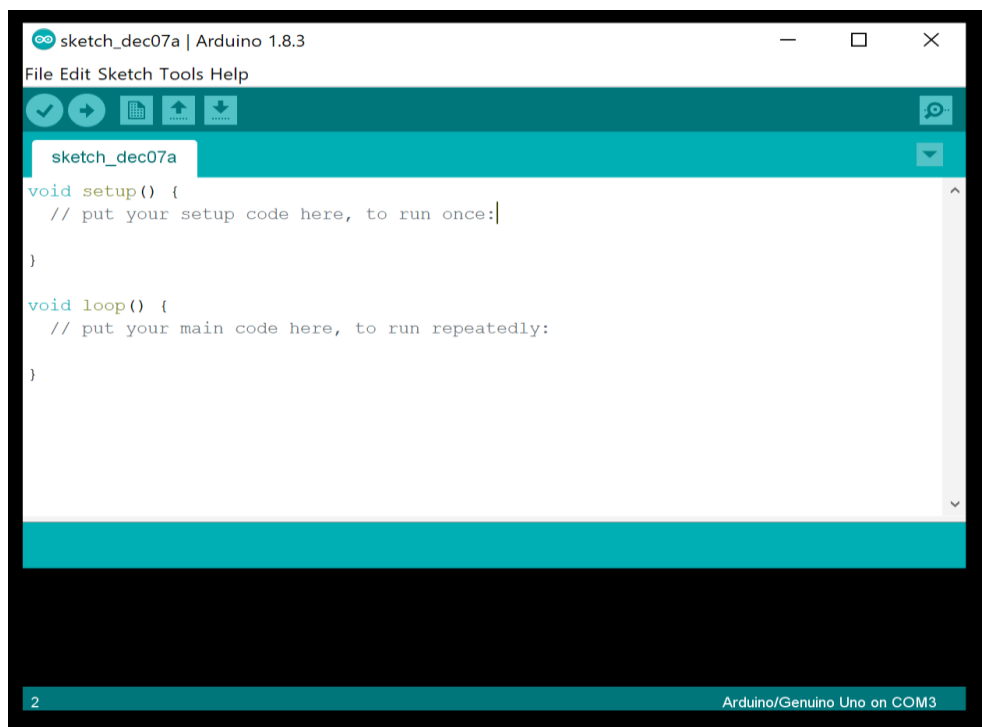 sketch_dec07a | Arduino 1.8.3
File Edit Sketch Tools Help
sketch_dec07a
void setup() {
  // put your setup code here, to run once:
}
void loop() {
  // put your main code here, to run repeatedly:
}
2 Arduino/Genuino Uno on COM3